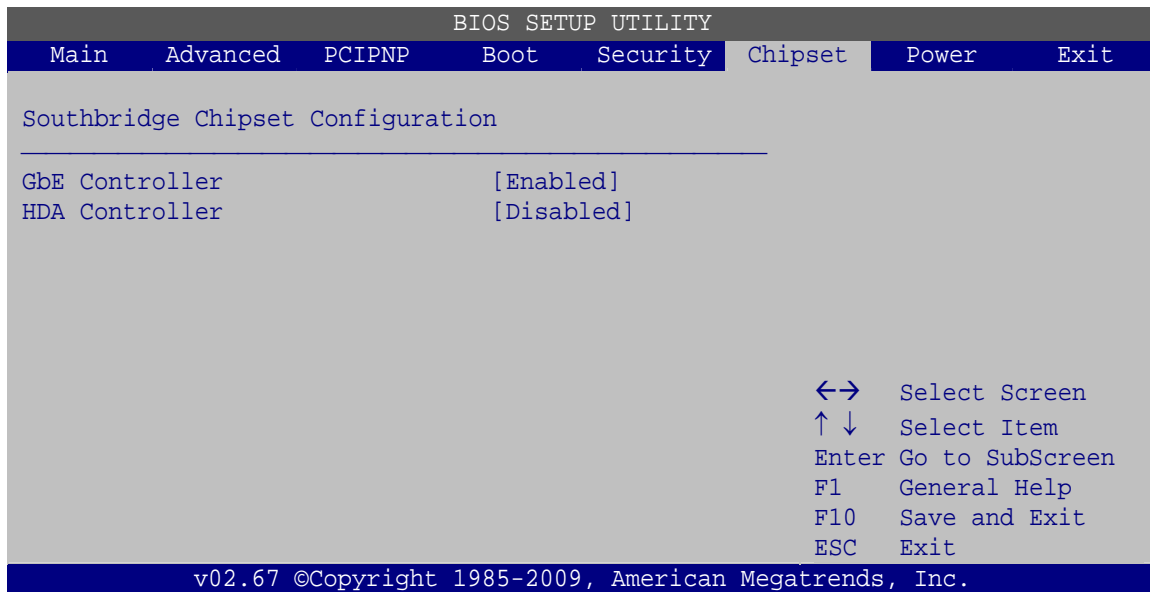 BIOS SETUP UTILITY
Main Advanced PCIPNP Boot Security Chipset Power Exit
Southbridge Chipset Configuration
GbE Controller [Enabled]
HDA Controller [Disabled]
←→ Select Screen
↑ ↓ Select Item
Enter Go to SubScreen
F1 General Help
F10 Save and Exit
ESC Exit
v02.67 ©Copyright 1985-2009, American Megatrends, Inc.